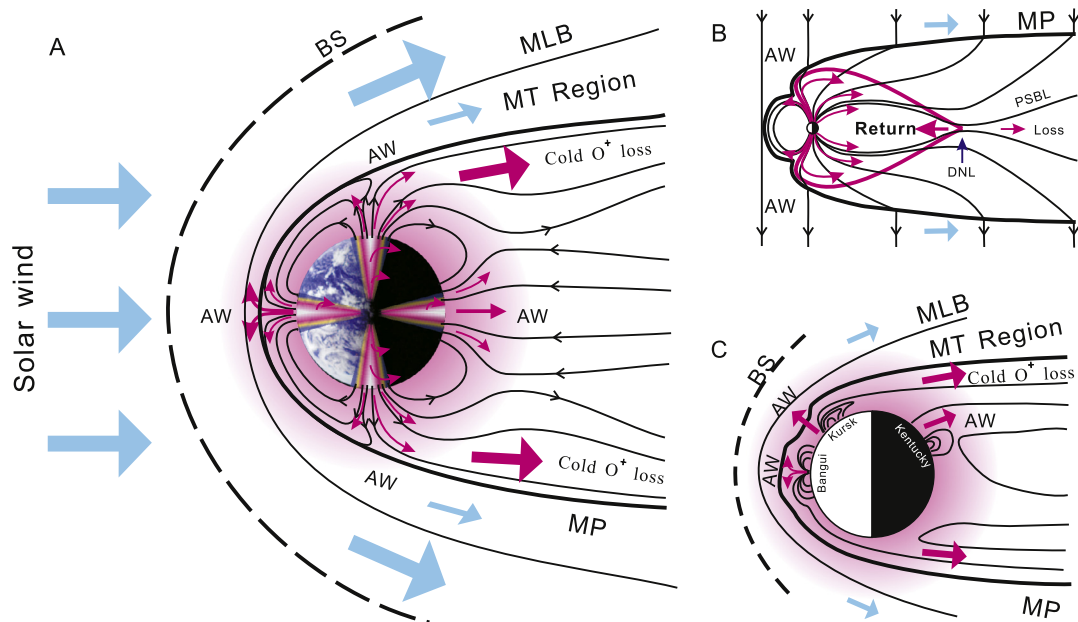 A
BS
MLB
MT Region
AW
Cold O+ loss
Solar wind
AW
AW
Cold O+ loss
AW
MP
B
MP
AW
PSBL
Return
Loss
DNL
AW
C
MLB
BS
MT Region
Cold O+ loss
AW
AW
Kursk
Kentucky
AW
Bangui
MP